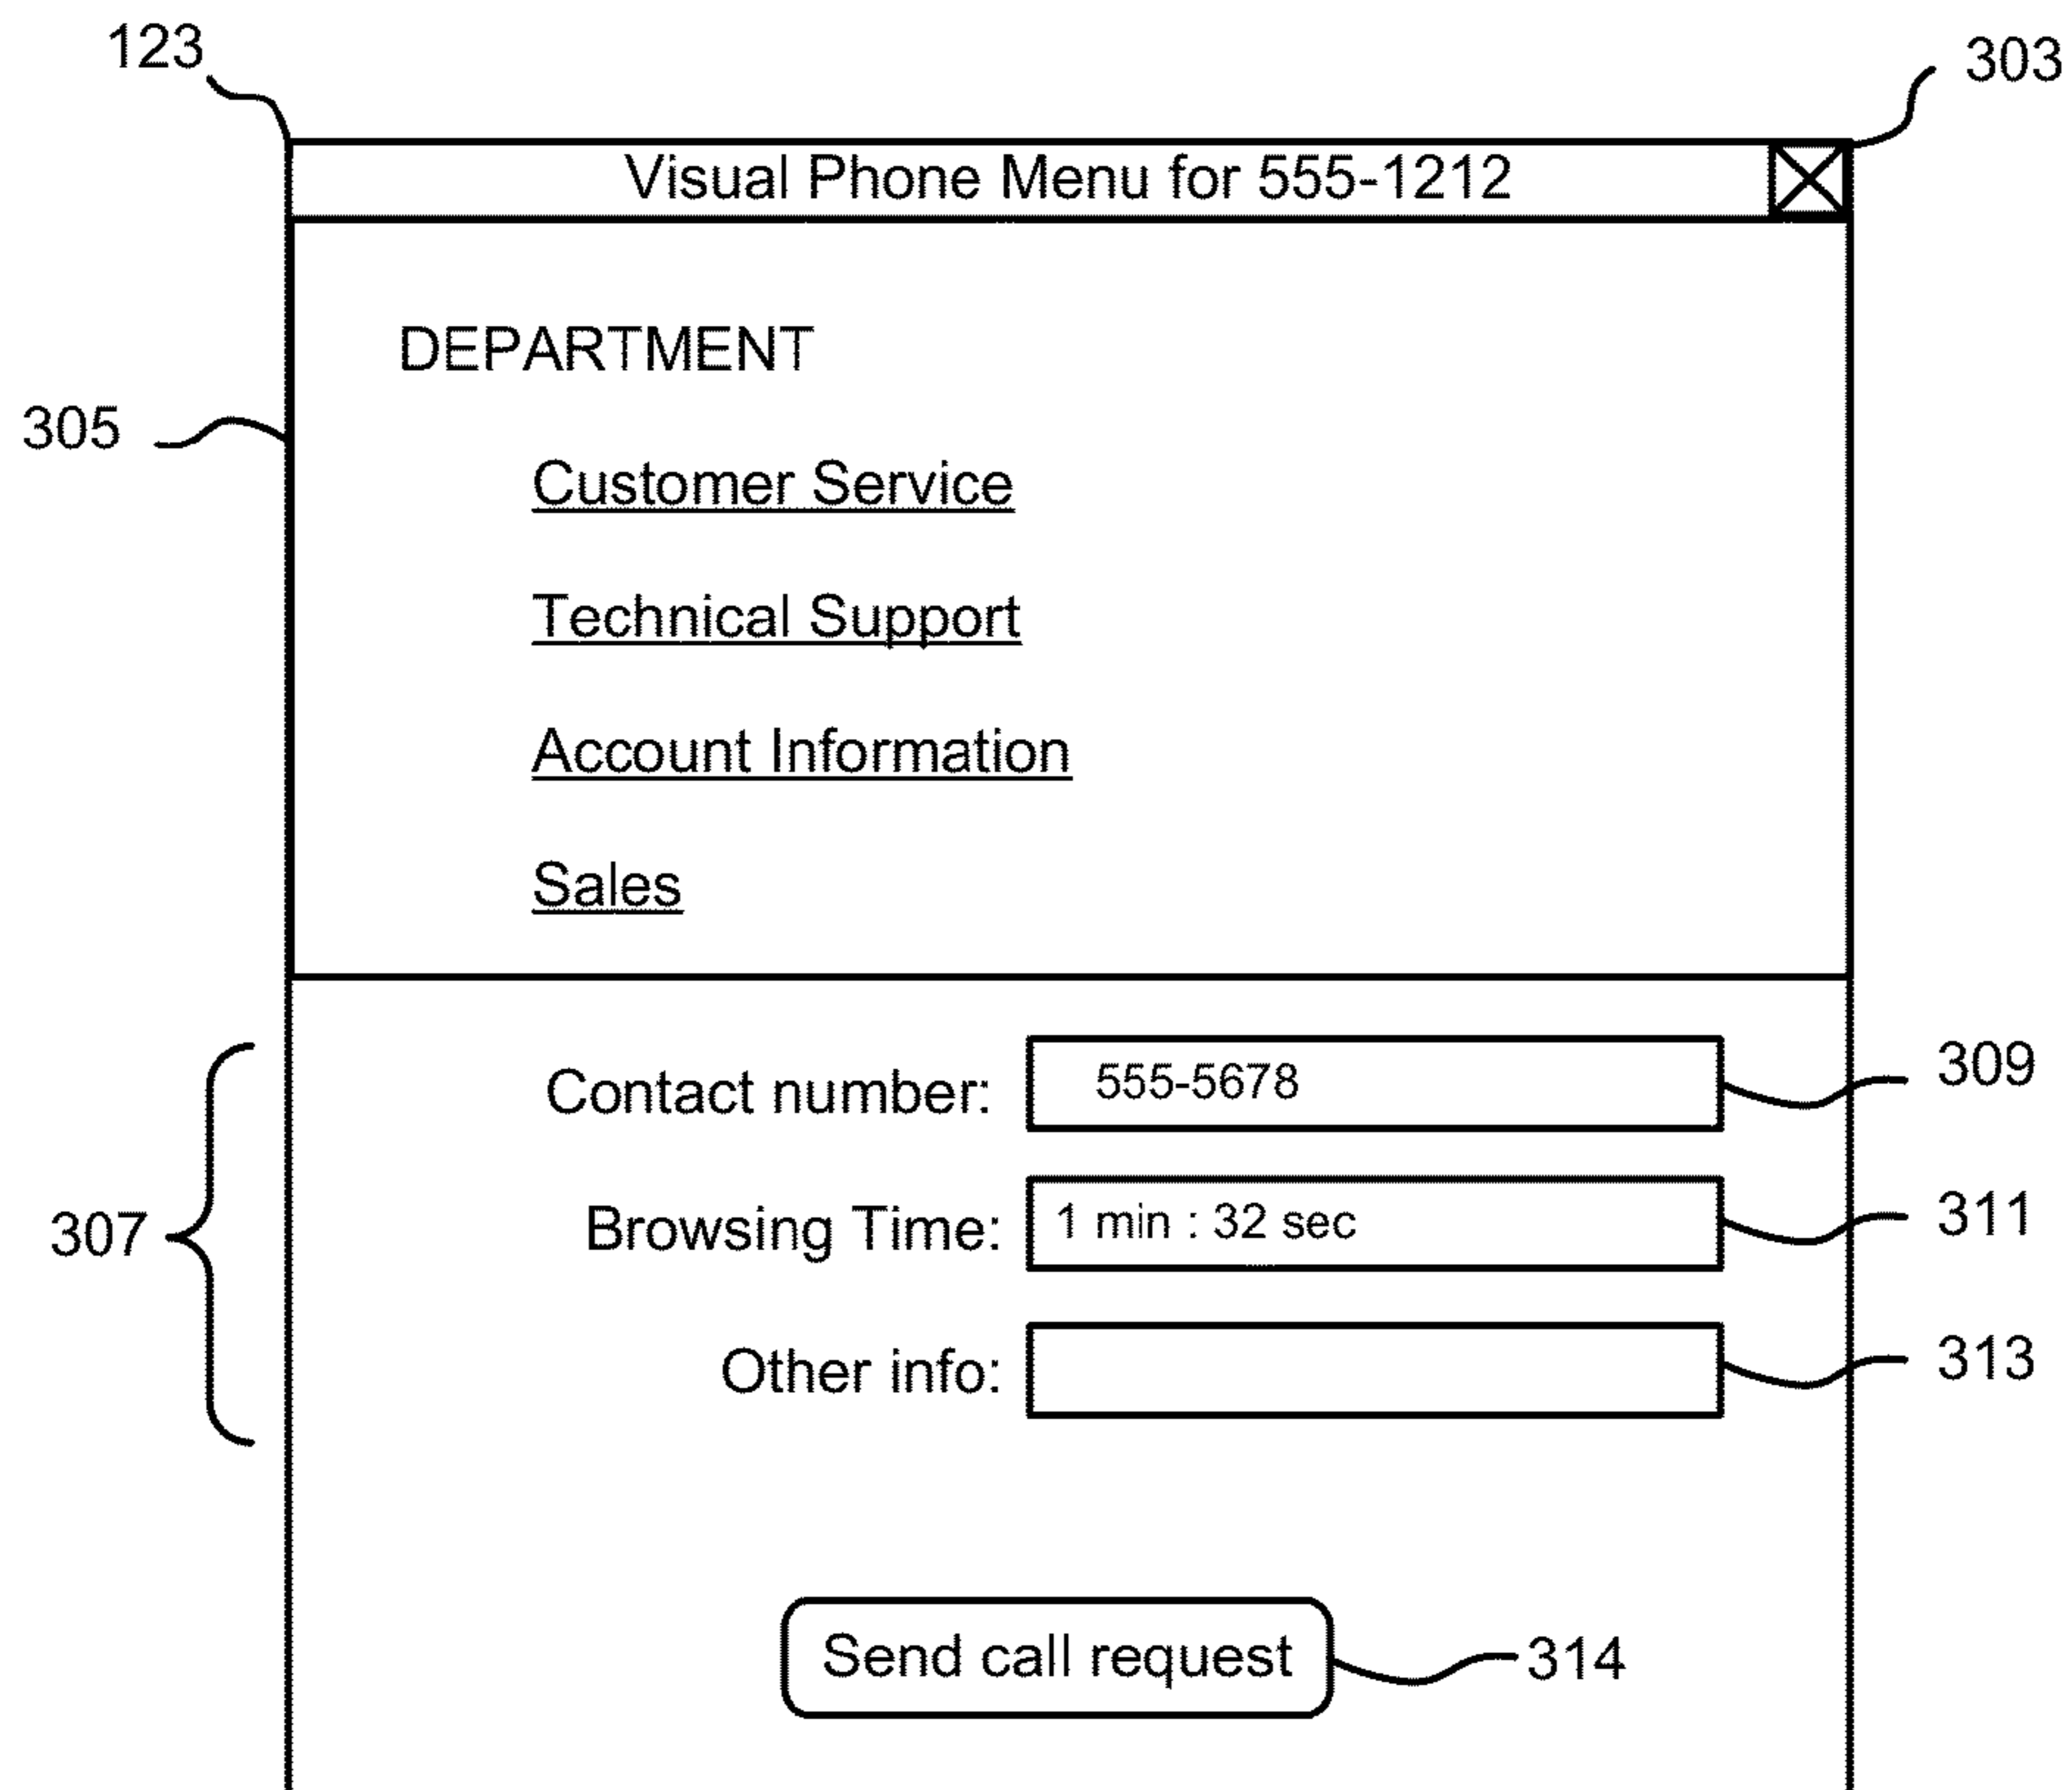 123
303
Visual Phone Menu for 555-1212
DEPARTMENT
305
Customer Service
Technical Support
Account Information
Sales
Contact number: 555-5678 309
307 Browsing Time: 1 min : 32 sec 311
Other info: 313
Send call request 314